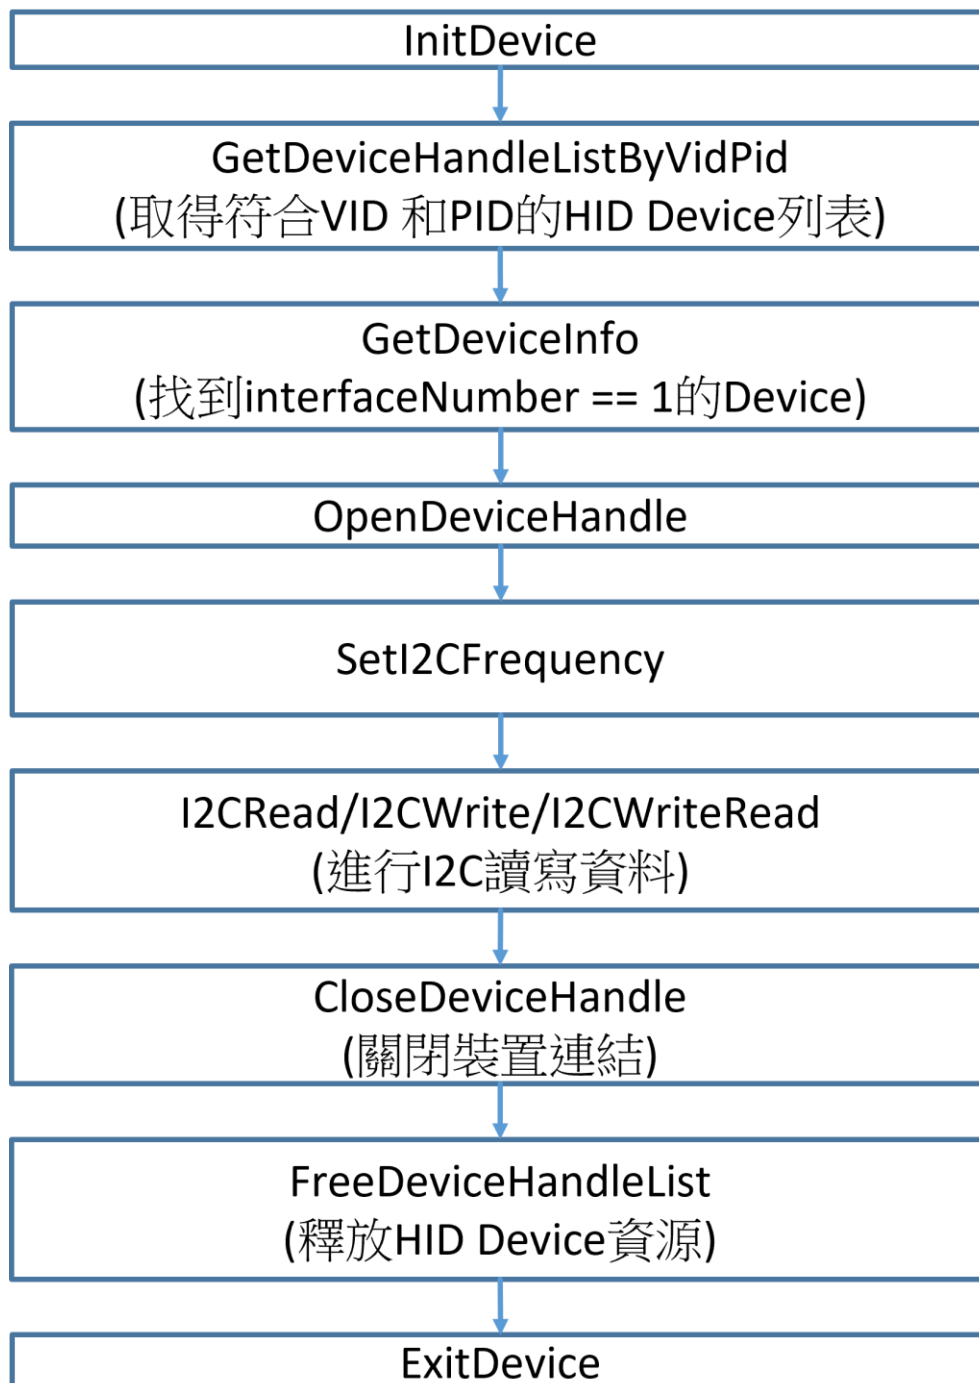 InitDevice
GetDeviceHandleListByVidPid
(取得符合VID 和PID的HID Device列表)
GetDeviceInfo
(找到interfaceNumber == 1的Device)
OpenDeviceHandle
SetI2CFrequency
I2CRead/I2CWrite/I2CWriteRead
(進行I2C讀寫資料)
CloseDeviceHandle
(關閉裝置連結)
FreeDeviceHandleList
(釋放HID Device資源)
ExitDevice